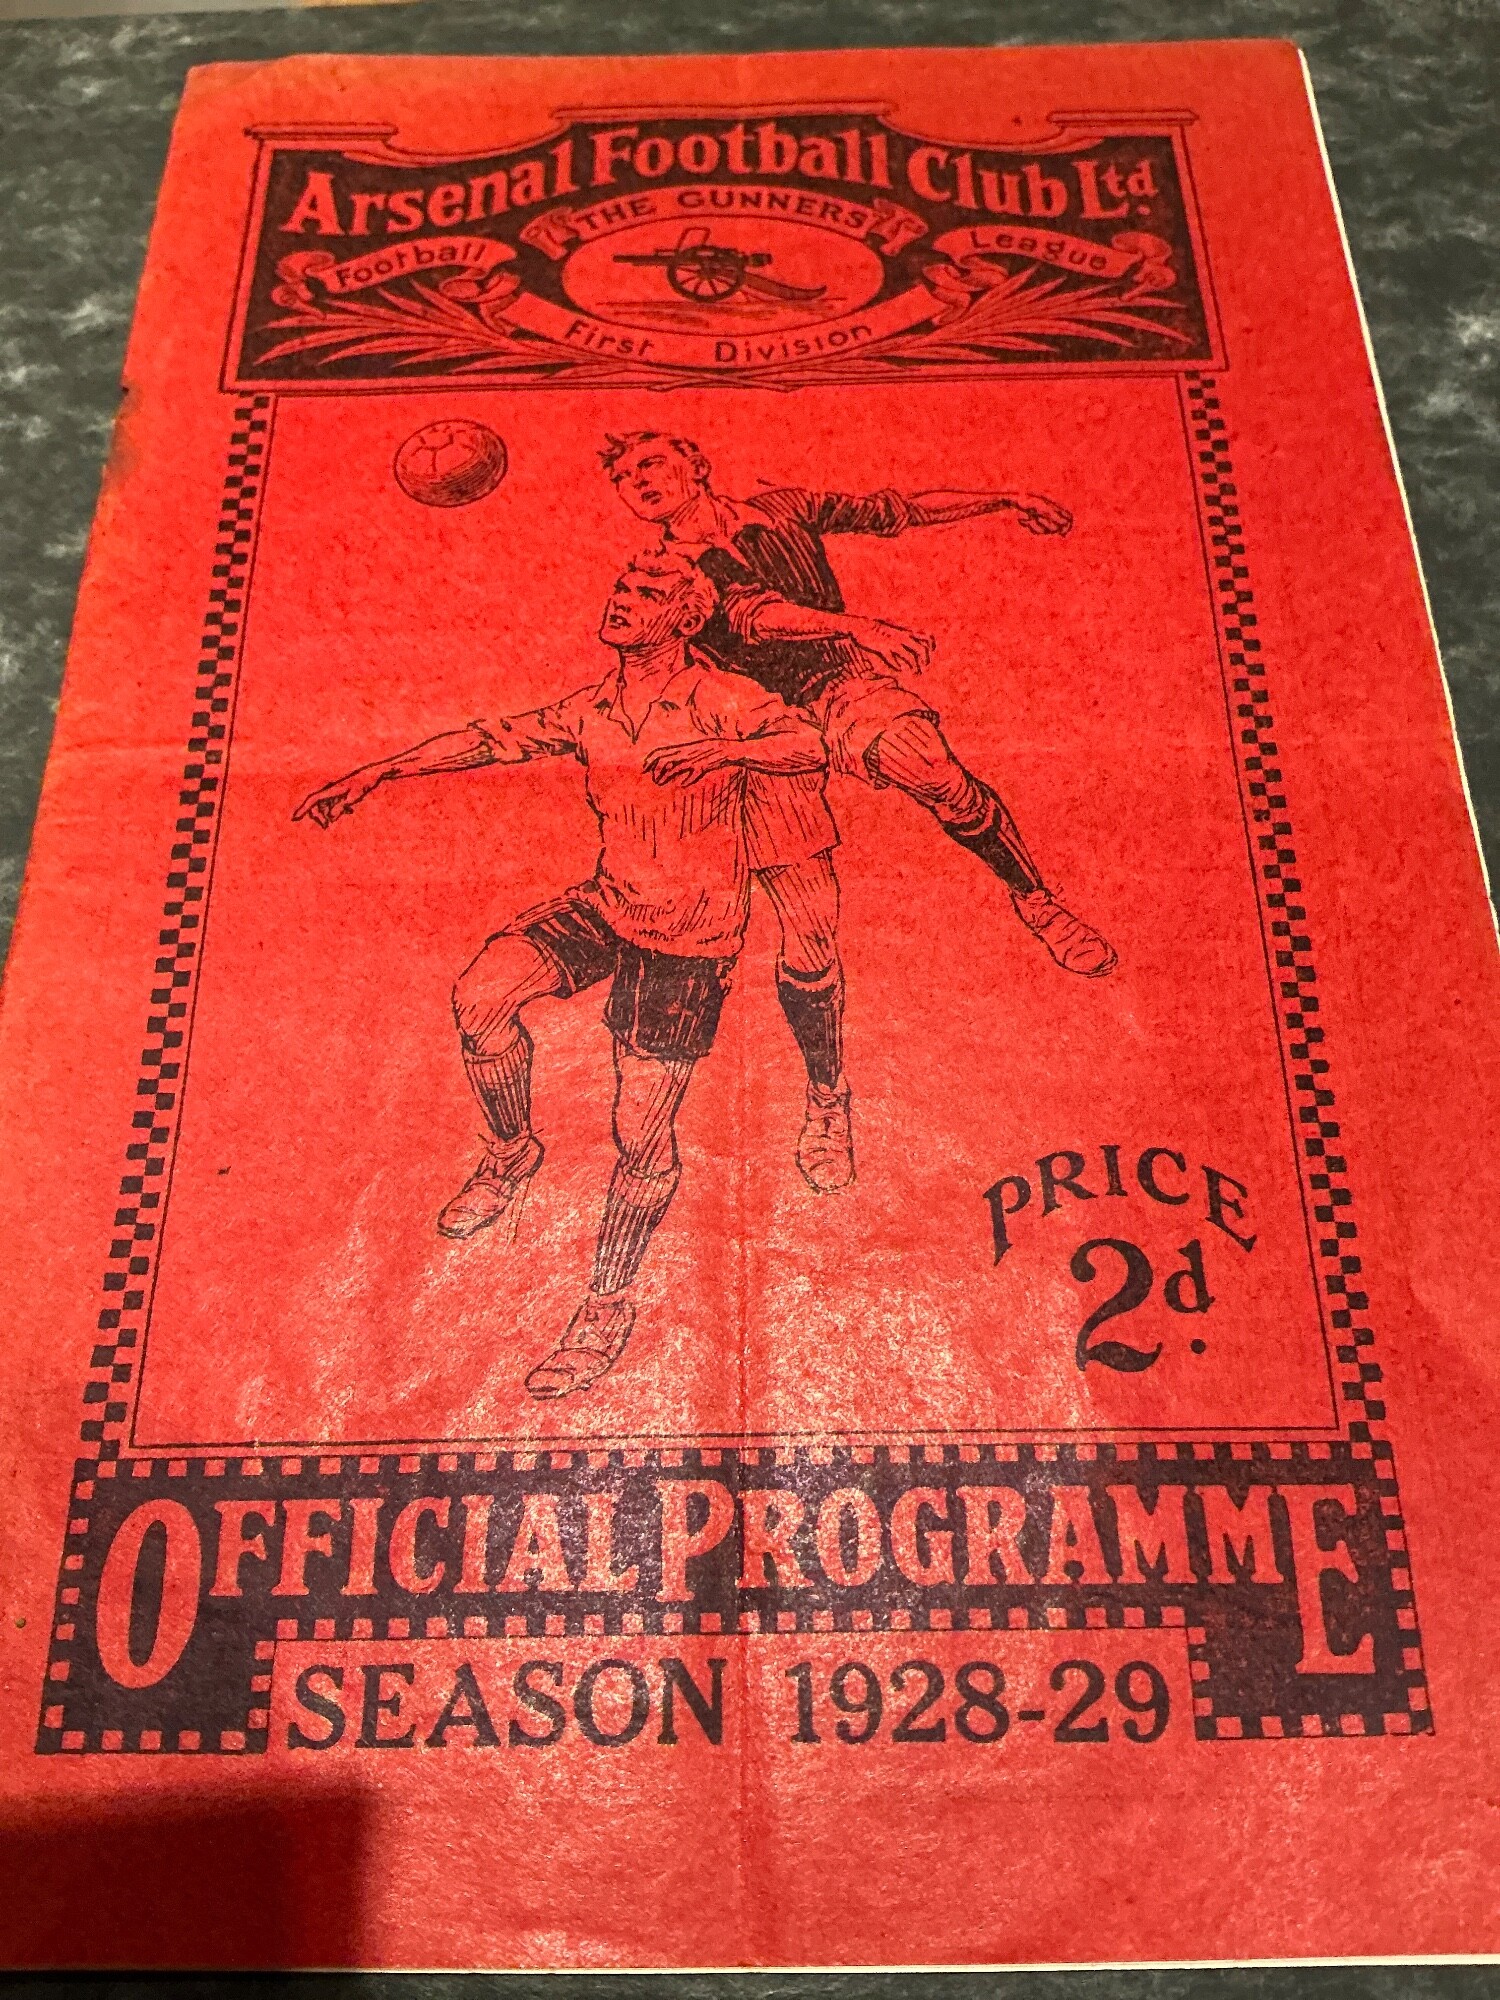 Arsenal Football Club Ltd.
THE GUNNERS
Football League
First Division
PRICE
2d.
OFFICIAL PROGRAMME
SEASON 1928-29